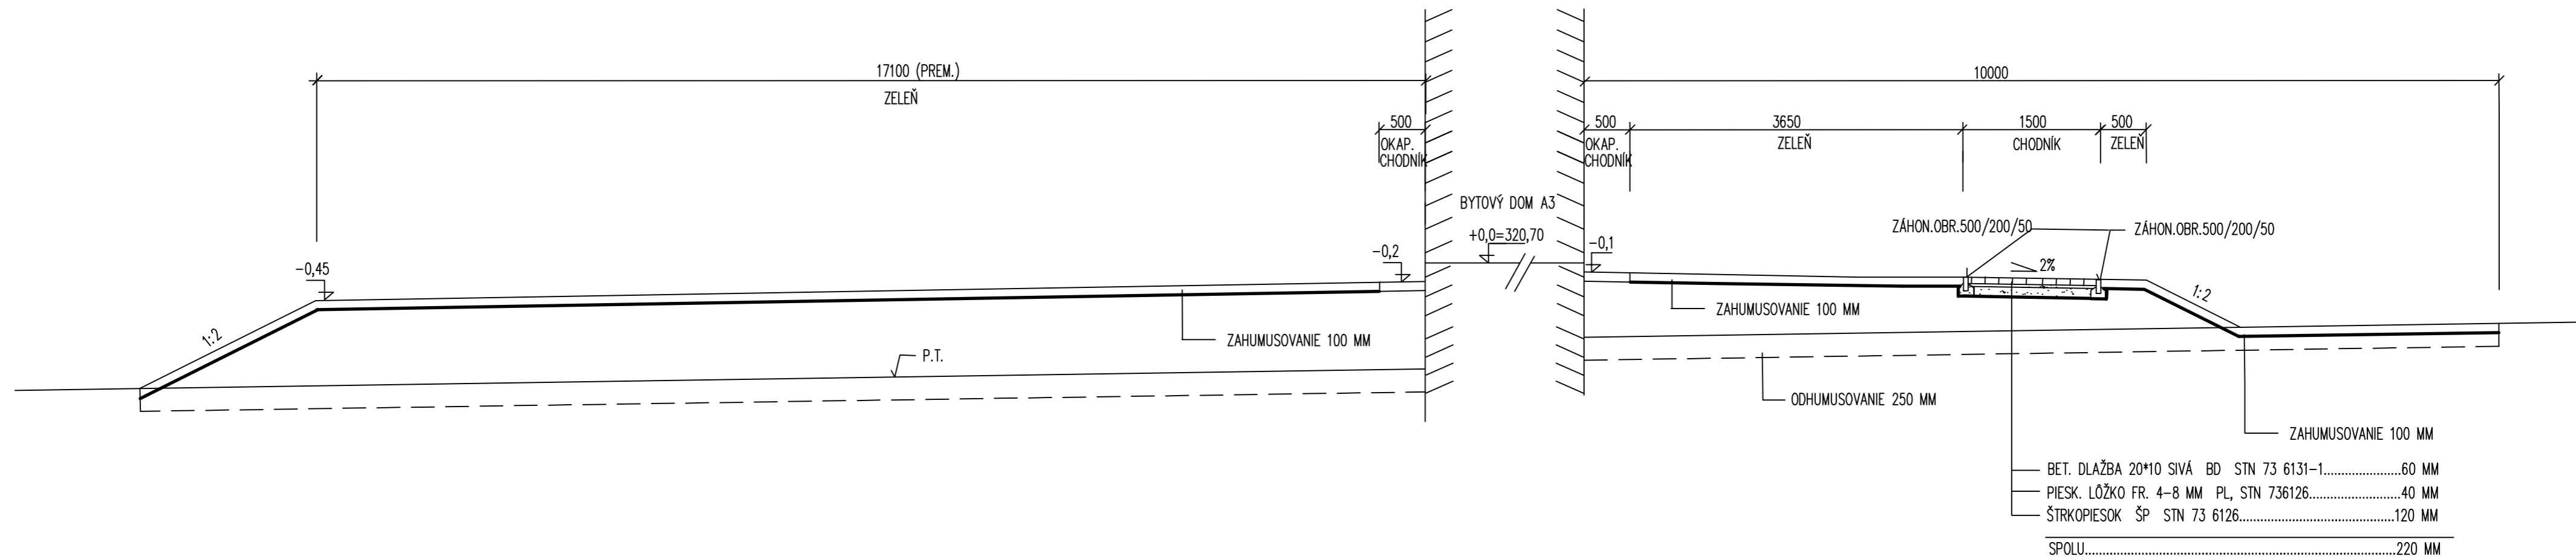 17100 (PREM.)
ZELEŇ
10000
500
OKAP.
CHODNÍK
500
OKAP.
CHODNÍK
3650
ZELEŇ
1500
CHODNÍK
500
ZELEŇ
BYTOVÝ DOM A3
+0,0=320,70
-0,45
-0,2
-0,1
ZÁHON.OBR.500/200/50
ZÁHON.OBR.500/200/50
2%
1:2
1:2
ZAHUMUSOVANIE 100 MM
ZAHUMUSOVANIE 100 MM
P.T.
ODHUMUSOVANIE 250 MM
ZAHUMUSOVANIE 100 MM
BET. DLAŽBA 20*10 SIVÁ BD STN 73 6131-1.....................60 MM
PIESK. LÔŽKO FR. 4-8 MM PL, STN 736126.........................40 MM
ŠTRKOPIESOK ŠP STN 73 6126..........................................120 MM
SPOLU....................................................................................220 MM